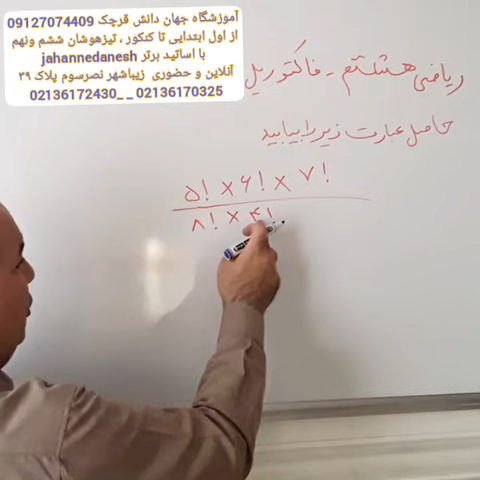 آموزشگاه جهان دانش قرچک 09127074409
از اول ابتدایی تا کنکور ، تیزهوشان ششم ونهم
با اساتید برتر jahannedanesh
آنلاین و حضوری زیباشهر نصرسوم پلاک ۳۹
02136172430 _ _ 02136170325
ریاضی هشتم - فاکتوریل
حاصل عبارت زیر را بیابید
۵! × ۶! × ۷!
۸! × ۴!